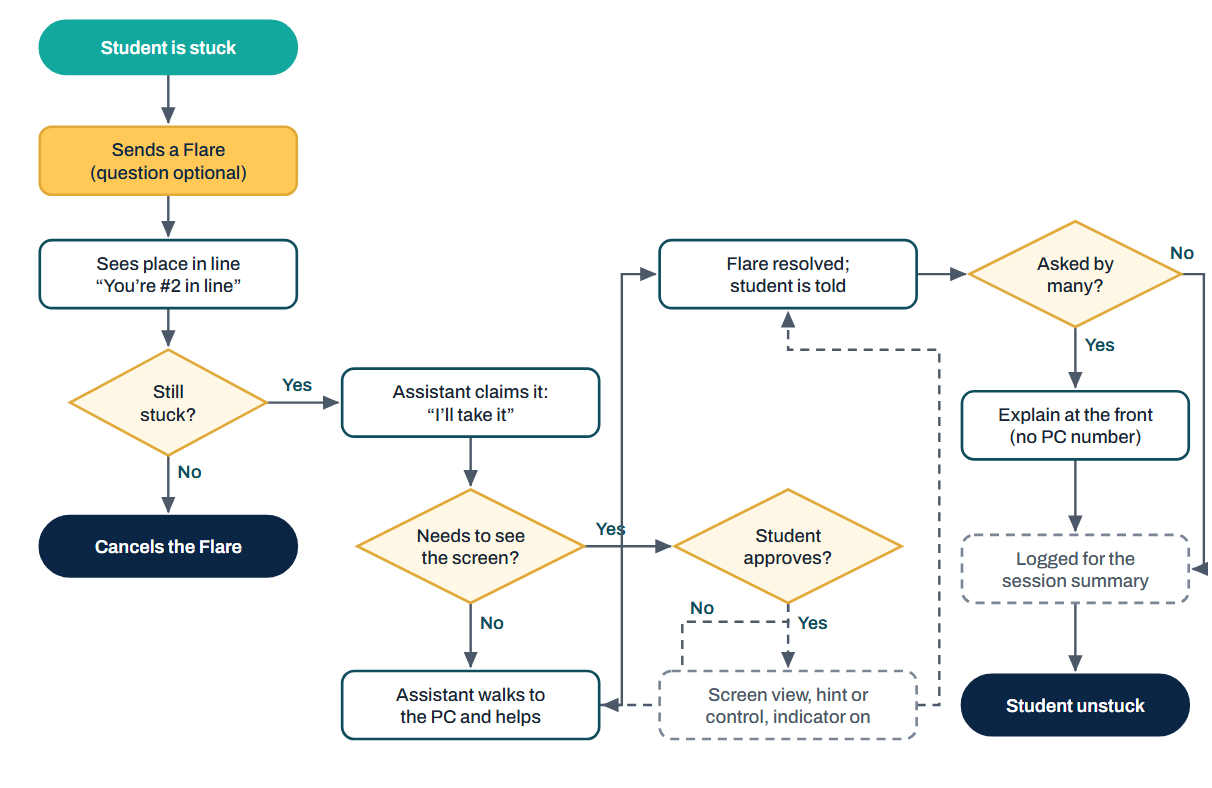 Student is stuck
Sends a Flare
(question optional)
Sees place in line
“You’re #2 in line”
Still
stuck?
Yes
No
Cancels the Flare
Assistant claims it:
“I’ll take it”
Needs to see
the screen?
Yes
No
Assistant walks to
the PC and helps
Student
approves?
No
Yes
Screen view, hint or
control, indicator on
Flare resolved;
student is told
Asked by
many?
No
Yes
Explain at the front
(no PC number)
Logged for the
session summary
Student unstuck